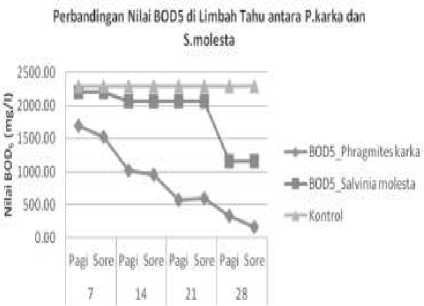 Perbandingan Nilai BOD5 di Limbah Tahu antara P.karka dan
S.molesta
Nilai BOD₅ (mg/l)
2500.00
2000.00
1500.00
1000.00
500.00
0.00
Pagi Sore Pagi Sore Pagi Sore Pagi Sore
7 14 21 28
BOD5_Phragmites karka
BOD5_Salvinia molesta
Kontrol